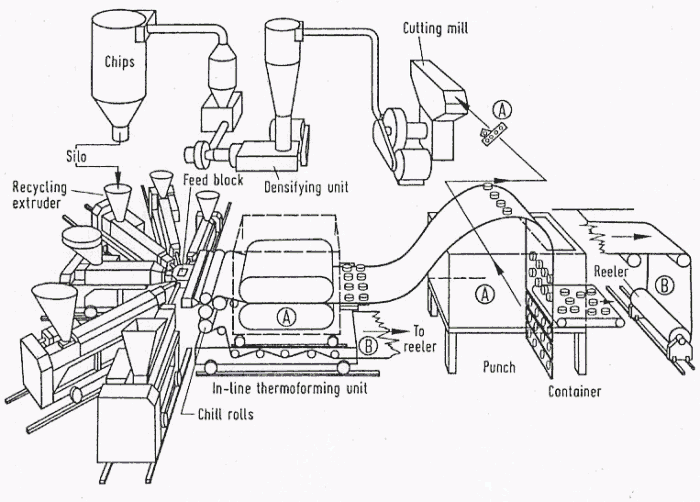 Cutting mill
Chips
A
Silo
Feed block
Densifying unit
Recycling
extruder
Reeler
B
A
A
To
reeler
B
Punch
Container
In-line thermoforming unit
Chill rolls